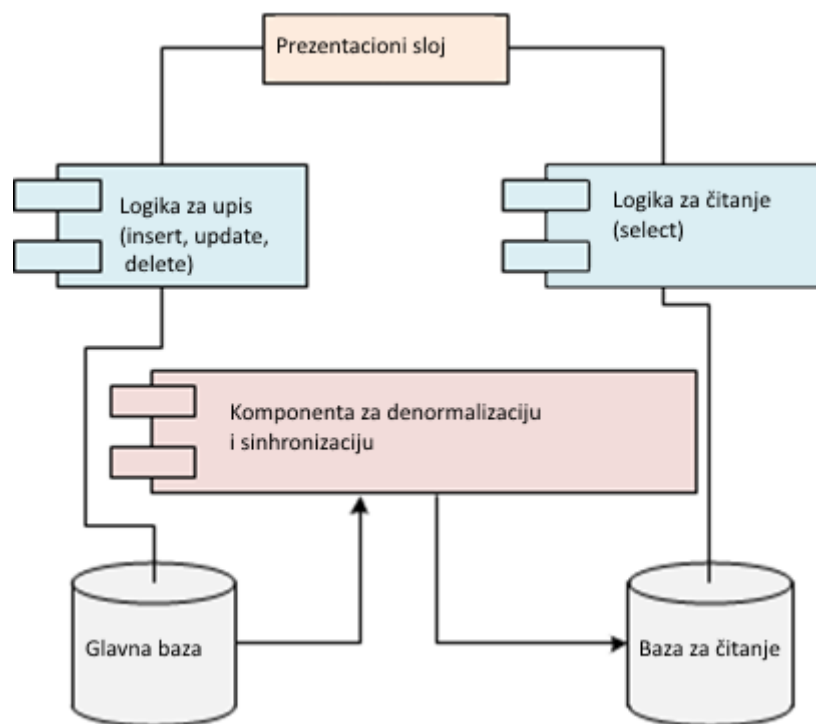 Prezentacioni sloj
Logika za upis
(insert, update,
delete)
Logika za čitanje
(select)
Komponenta za denormalizaciju
i sinhronizaciju
Glavna baza
Baza za čitanje